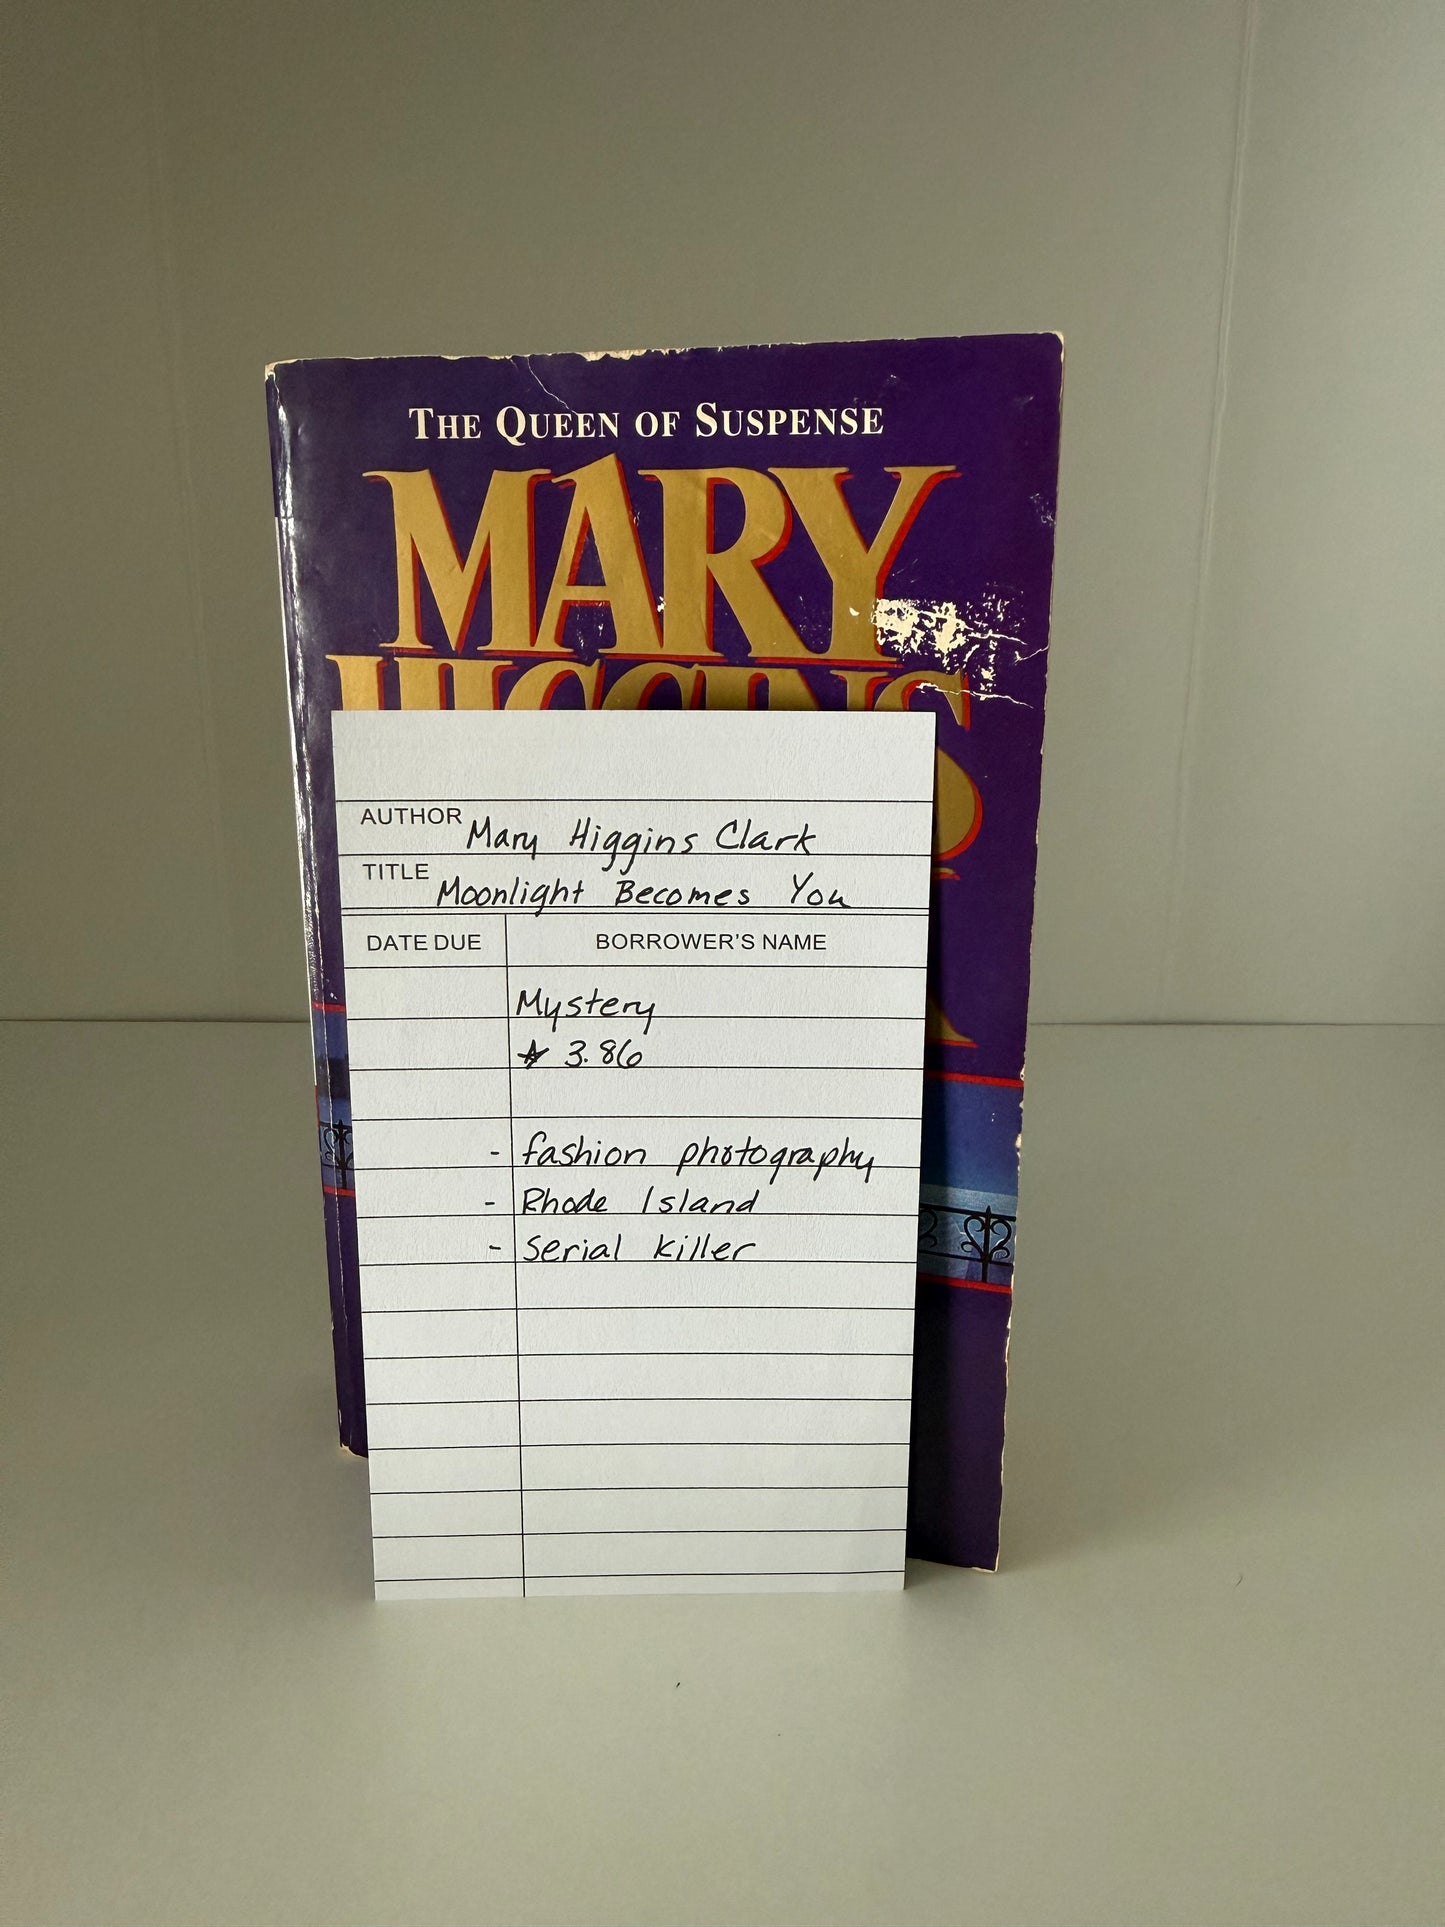 THE QUEEN OF SUSPENSE
MARY
HIGGINS
AUTHOR Mary Higgins Clark
TITLE Moonlight Becomes You
DATE DUE BORROWER'S NAME
Mystery
☆ 3.86
- fashion photography
- Rhode Island
- Serial killer